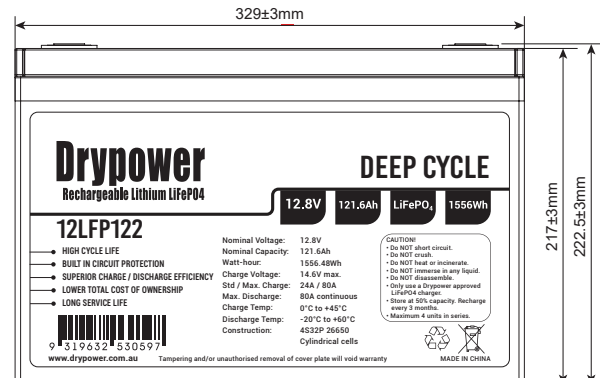 329±3mm
Drypower
Rechargeable Lithium LiFePO4
DEEP CYCLE
12.8V 121.6Ah LiFePO₄ 1556Wh
12LFP122
HIGH CYCLE LIFE
BUILT IN CIRCUIT PROTECTION
SUPERIOR CHARGE / DISCHARGE EFFICIENCY
LOWER TOTAL COST OF OWNERSHIP
LONG SERVICE LIFE
9 319632 530597
www.drypower.com.au
Nominal Voltage: 12.8V
Nominal Capacity: 121.6Ah
Watt-hour: 1556.48Wh
Charge Voltage: 14.6V max.
Std / Max. Charge: 24A / 80A
Max. Discharge: 80A continuous
Charge Temp: 0°C to +45°C
Discharge Temp: -20°C to +60°C
Construction: 4S32P 26650
Cylindrical cells
Tampering and/or unauthorised removal of cover plate will void warranty
CAUTION!
• Do NOT short circuit.
• Do NOT crush.
• Do NOT heat or incinerate.
• Do NOT immerse in any liquid.
• Do NOT disassemble.
• Only use a Drypower approved
LiFePO4 charger.
• Store at 50% capacity. Recharge
every 3 months.
• Maximum 4 units in series.
MADE IN CHINA
217±3mm
222.5±3mm